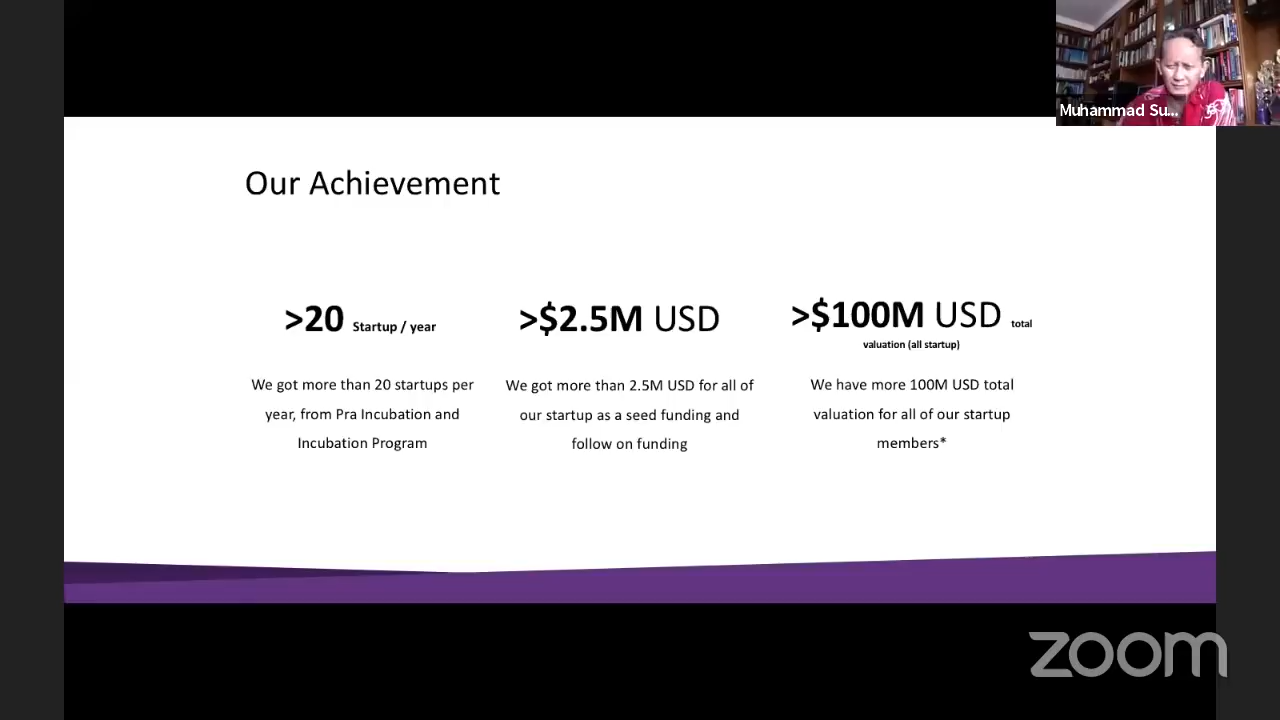 Muhammad Su...
Our Achievement
>20 Startup / year
We got more than 20 startups per
year, from Pra Incubation and
Incubation Program
>$2.5M USD
We got more than 2.5M USD for all of
our startup as a seed funding and
follow on funding
>$100M USD total
valuation (all startup)
We have more 100M USD total
valuation for all of our startup
members*
zoom